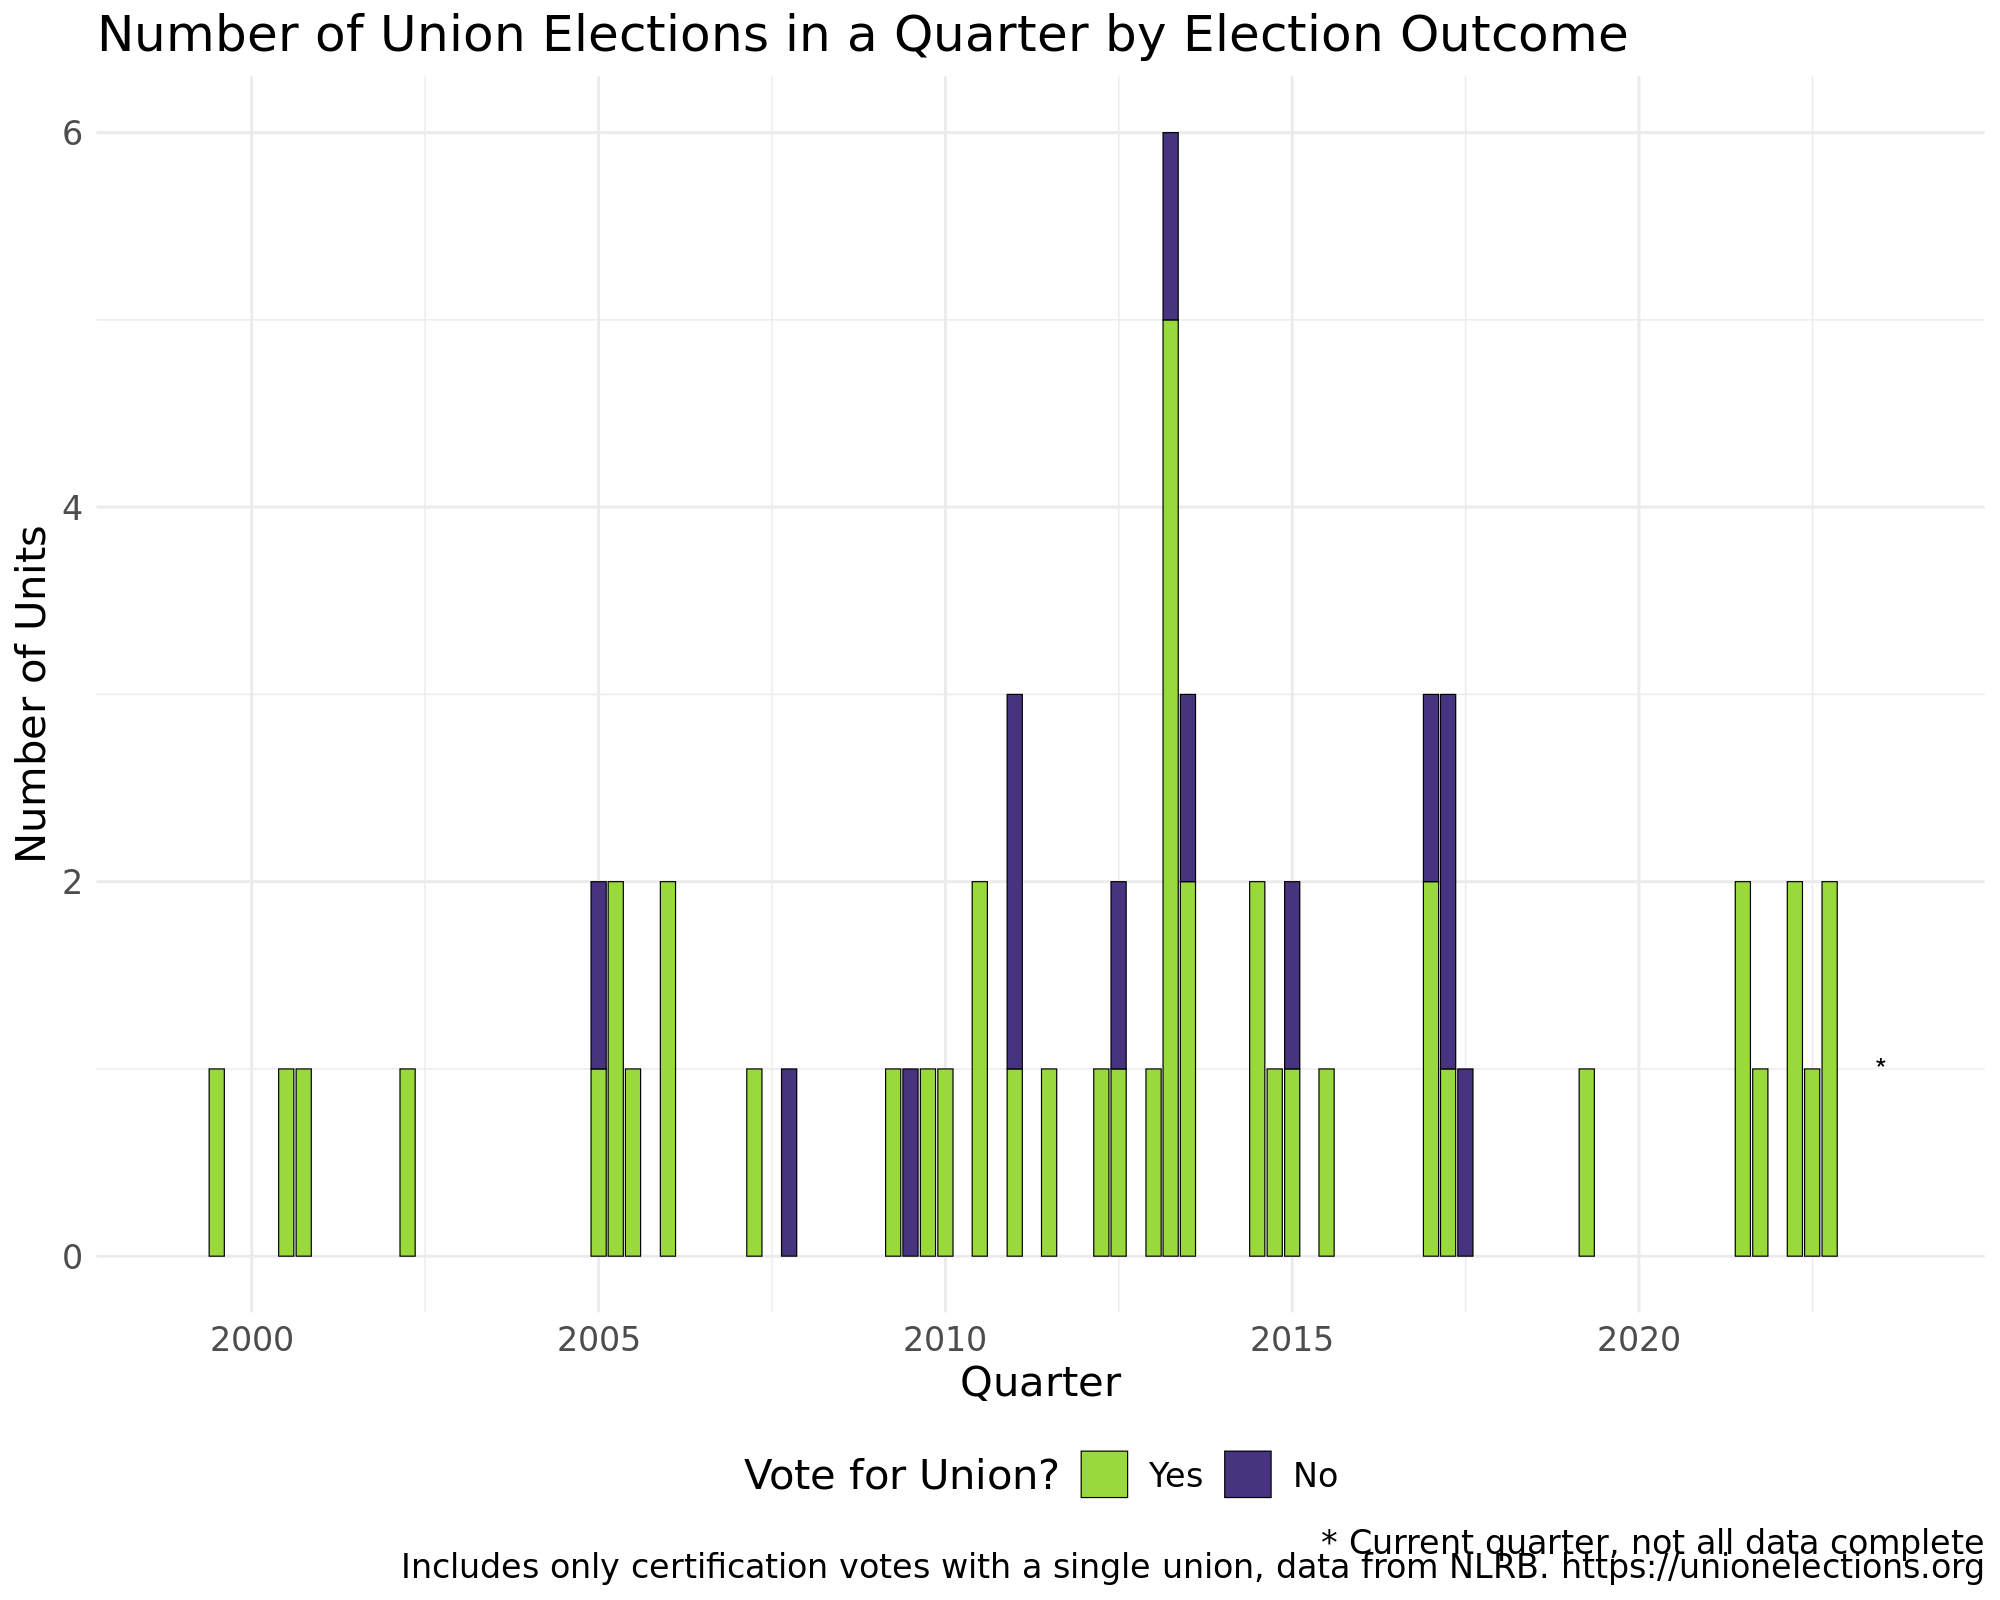 Number of Union Elections in a Quarter by Election Outcome
6
4
2
0
Number of Units
*
2000 2005 2010 2015 2020
Quarter
Vote for Union? Yes No
* Current quarter, not all data complete
Includes only certification votes with a single union, data from NLRB. https://unionelections.org